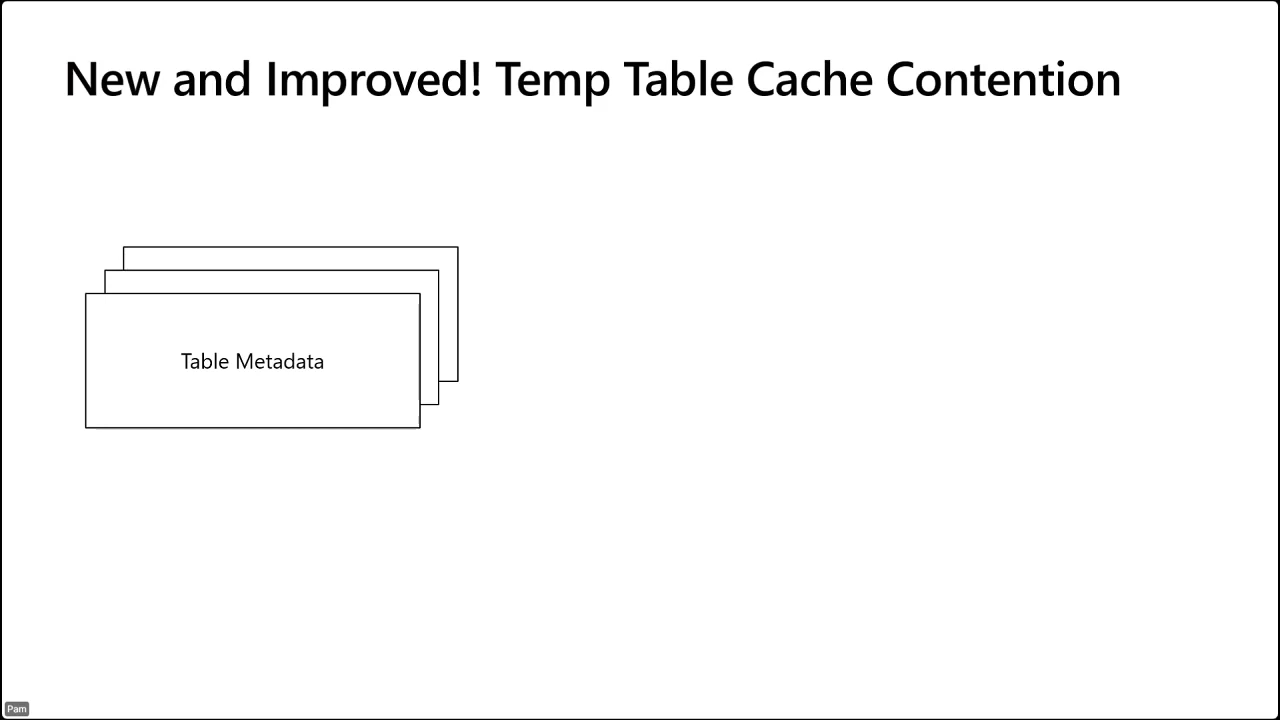 New and Improved! Temp Table Cache Contention
Table Metadata
Pam